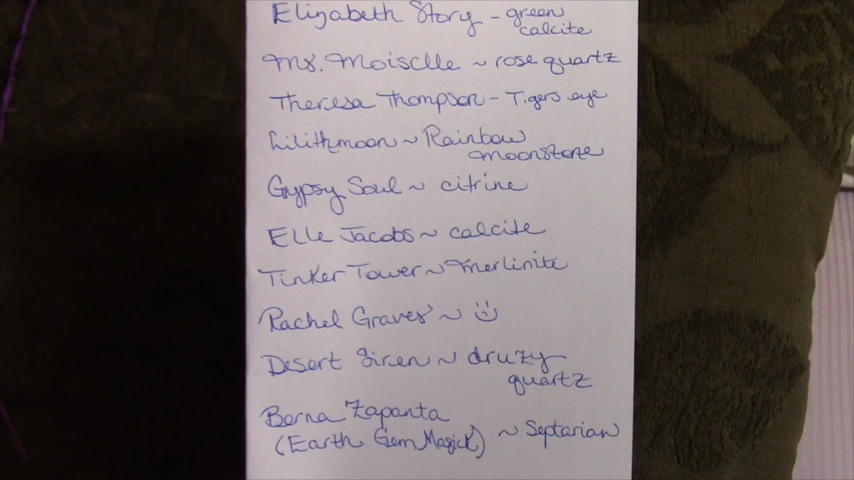 Elizabeth Story - green
calcite
Ms. Moiselle ~ rose quartz
Theresa Thompson - Tigers eye
Lilithmoon ~ Rainbow
moonstone
Gypsy Soul ~ citrine
Elle Jacobs ~ calcite
Tinker Tower ~ merlinite
Rachel Graves ~ :)
Desert Siren ~ druzy
quartz
Berna Zapanta
(Earth Gem Magick) ~ Septarian